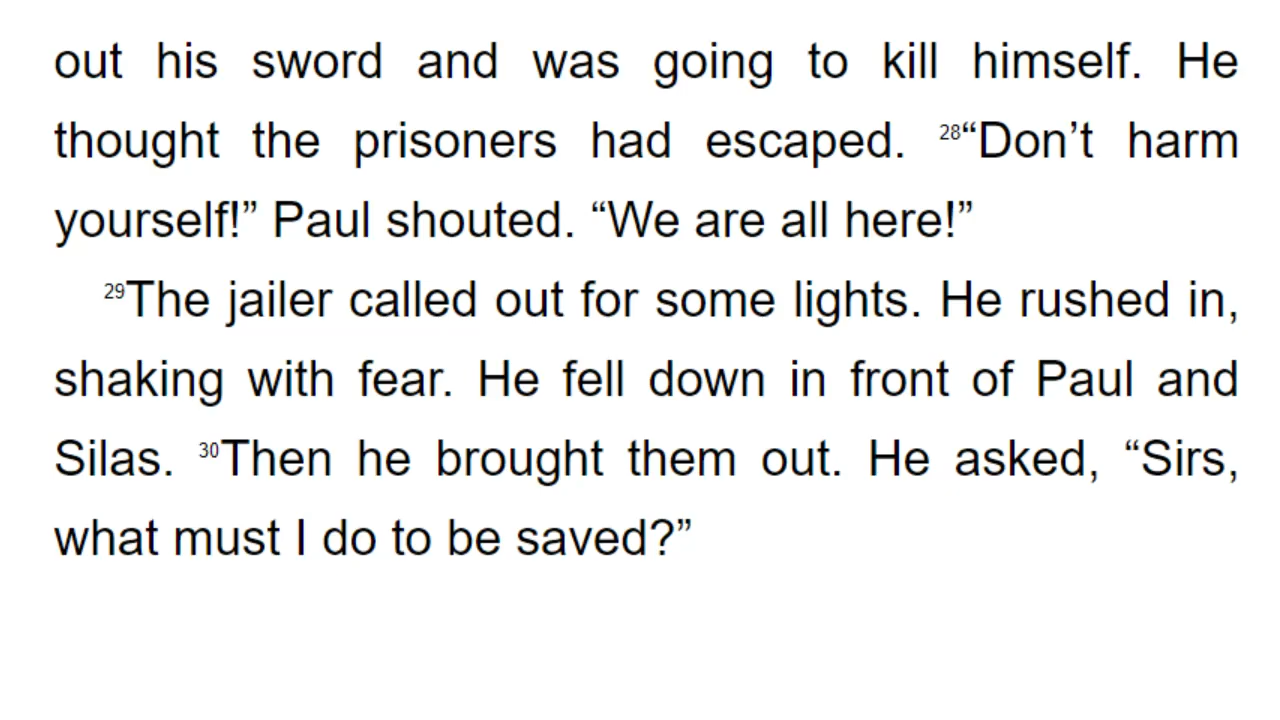 out his sword and was going to kill himself. He
thought the prisoners had escaped. 28“Don’t harm
yourself!” Paul shouted. “We are all here!”
29The jailer called out for some lights. He rushed in,
shaking with fear. He fell down in front of Paul and
Silas. 30Then he brought them out. He asked, “Sirs,
what must I do to be saved?”